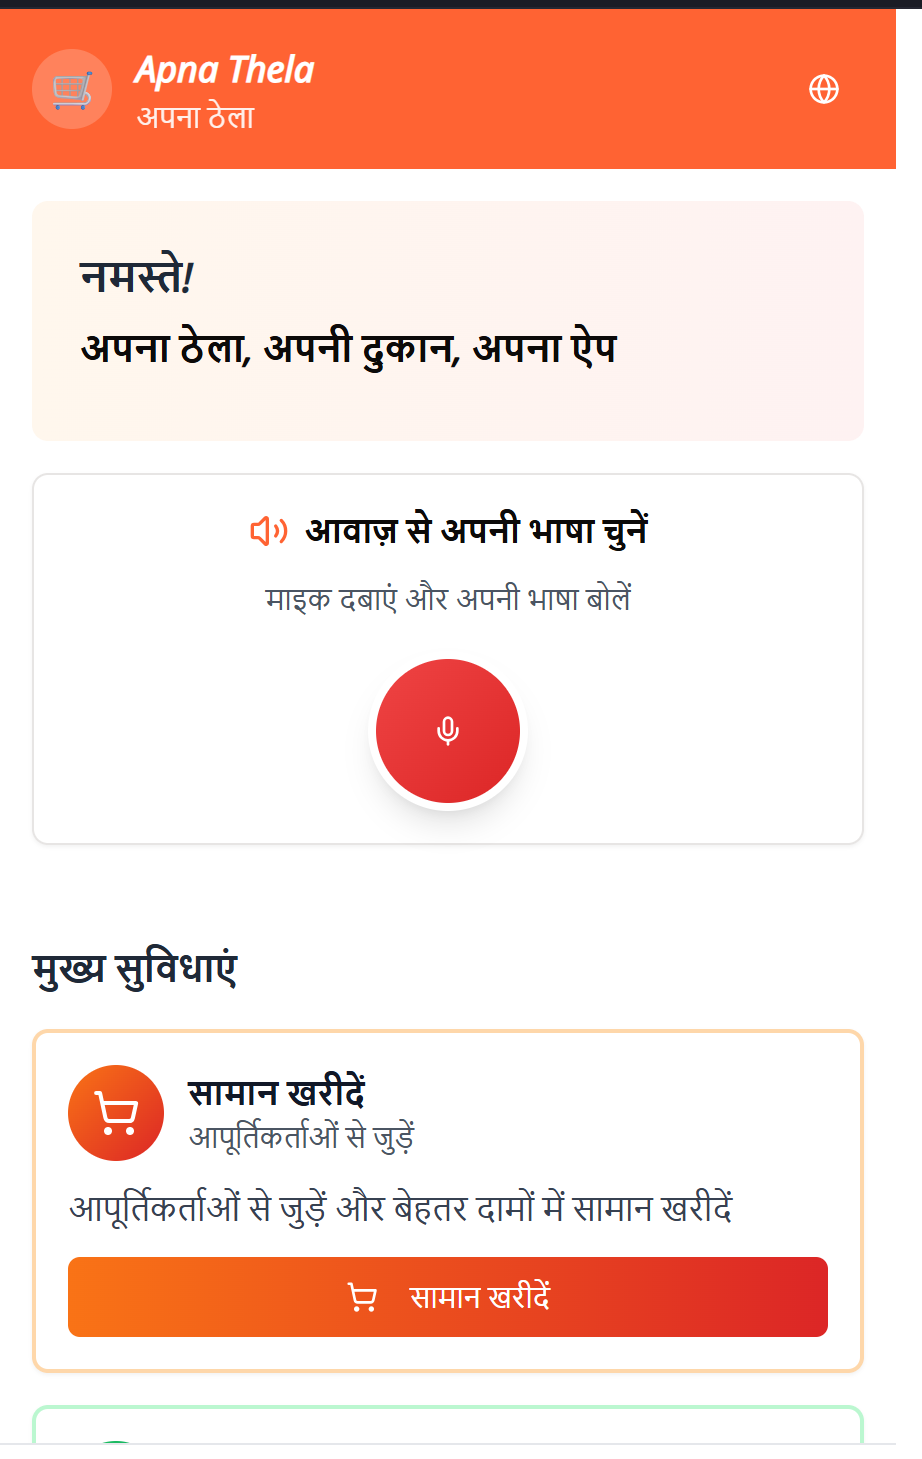 Apna Thela
अपना ठेला
नमस्ते!
अपना ठेला, अपनी दुकान, अपना ऐप
आवाज़ से अपनी भाषा चुनें
माइक दबाएं और अपनी भाषा बोलें
मुख्य सुविधाएं
सामान खरीदें
आपूर्तिकर्ताओं से जुड़ें
आपूर्तिकर्ताओं से जुड़ें और बेहतर दामों में सामान खरीदें
सामान खरीदें